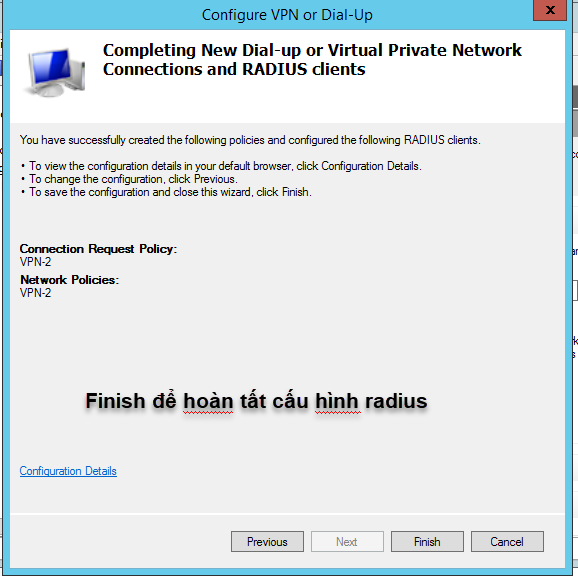 Configure VPN or Dial-Up
x
Completing New Dial-up or Virtual Private Network
Connections and RADIUS clients
You have successfully created the following policies and configured the following RADIUS clients.
• To view the configuration details in your default browser, click Configuration Details.
• To change the configuration, click Previous.
• To save the configuration and close this wizard, click Finish.
Connection Request Policy:
VPN-2
Network Policies:
VPN-2
Finish để hoàn tất cấu hình radius
Configuration Details
Previous
Next
Finish
Cancel